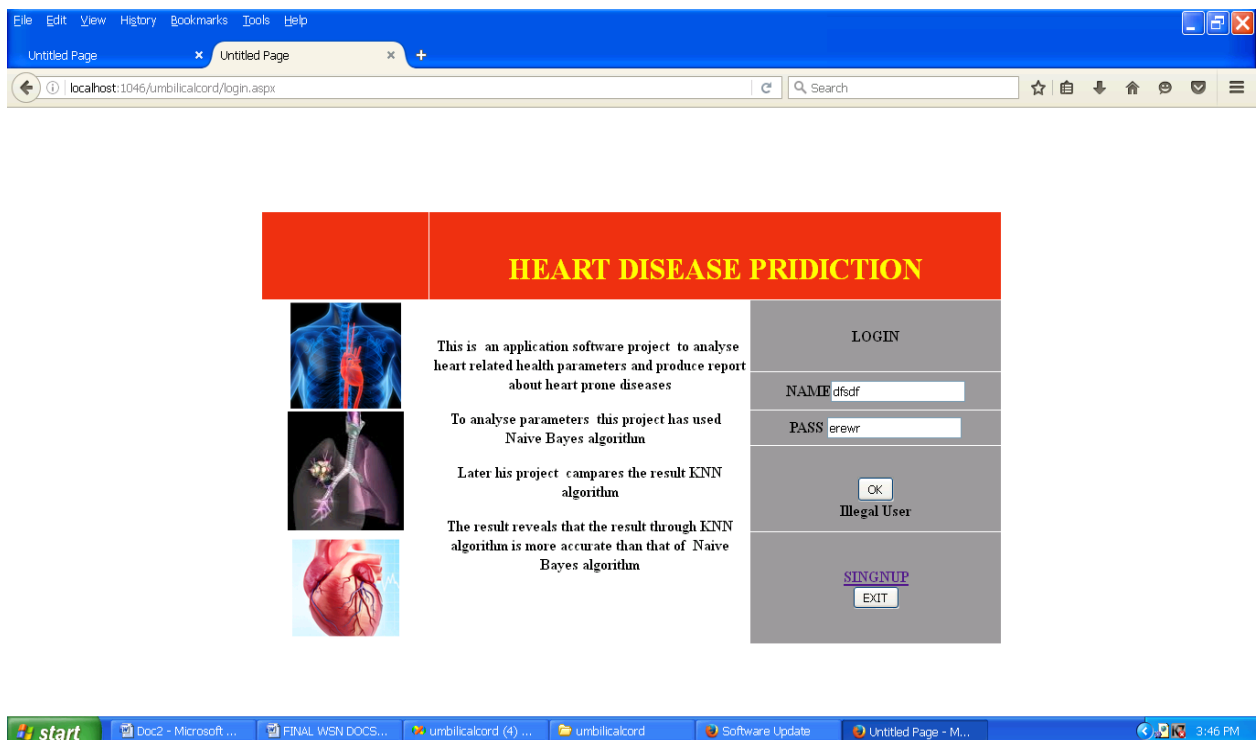 File Edit View History Bookmarks Tools Help
Untitled Page
Untitled Page
localhost:1046/umbilicalcord/login.aspx
Search
HEART DISEASE PRIDICTION
This is an application software project to analyse
heart related health parameters and produce report
about heart prone diseases
To analyse parameters this project has used
Naive Bayes algorithm
Later his project campares the result KNN
algorithm
The result reveals that the result through KNN
algorithm is more accurate than that of Naive
Bayes algorithm
LOGIN
NAME dfsdf
PASS erewr
OK
Illegal User
SINGNUP
EXIT
start
Doc2 - Microsoft ...
FINAL WSN DOCS...
umbilicalcord (4) ...
umbilicalcord
Software Update
Untitled Page - M...
3:46 PM